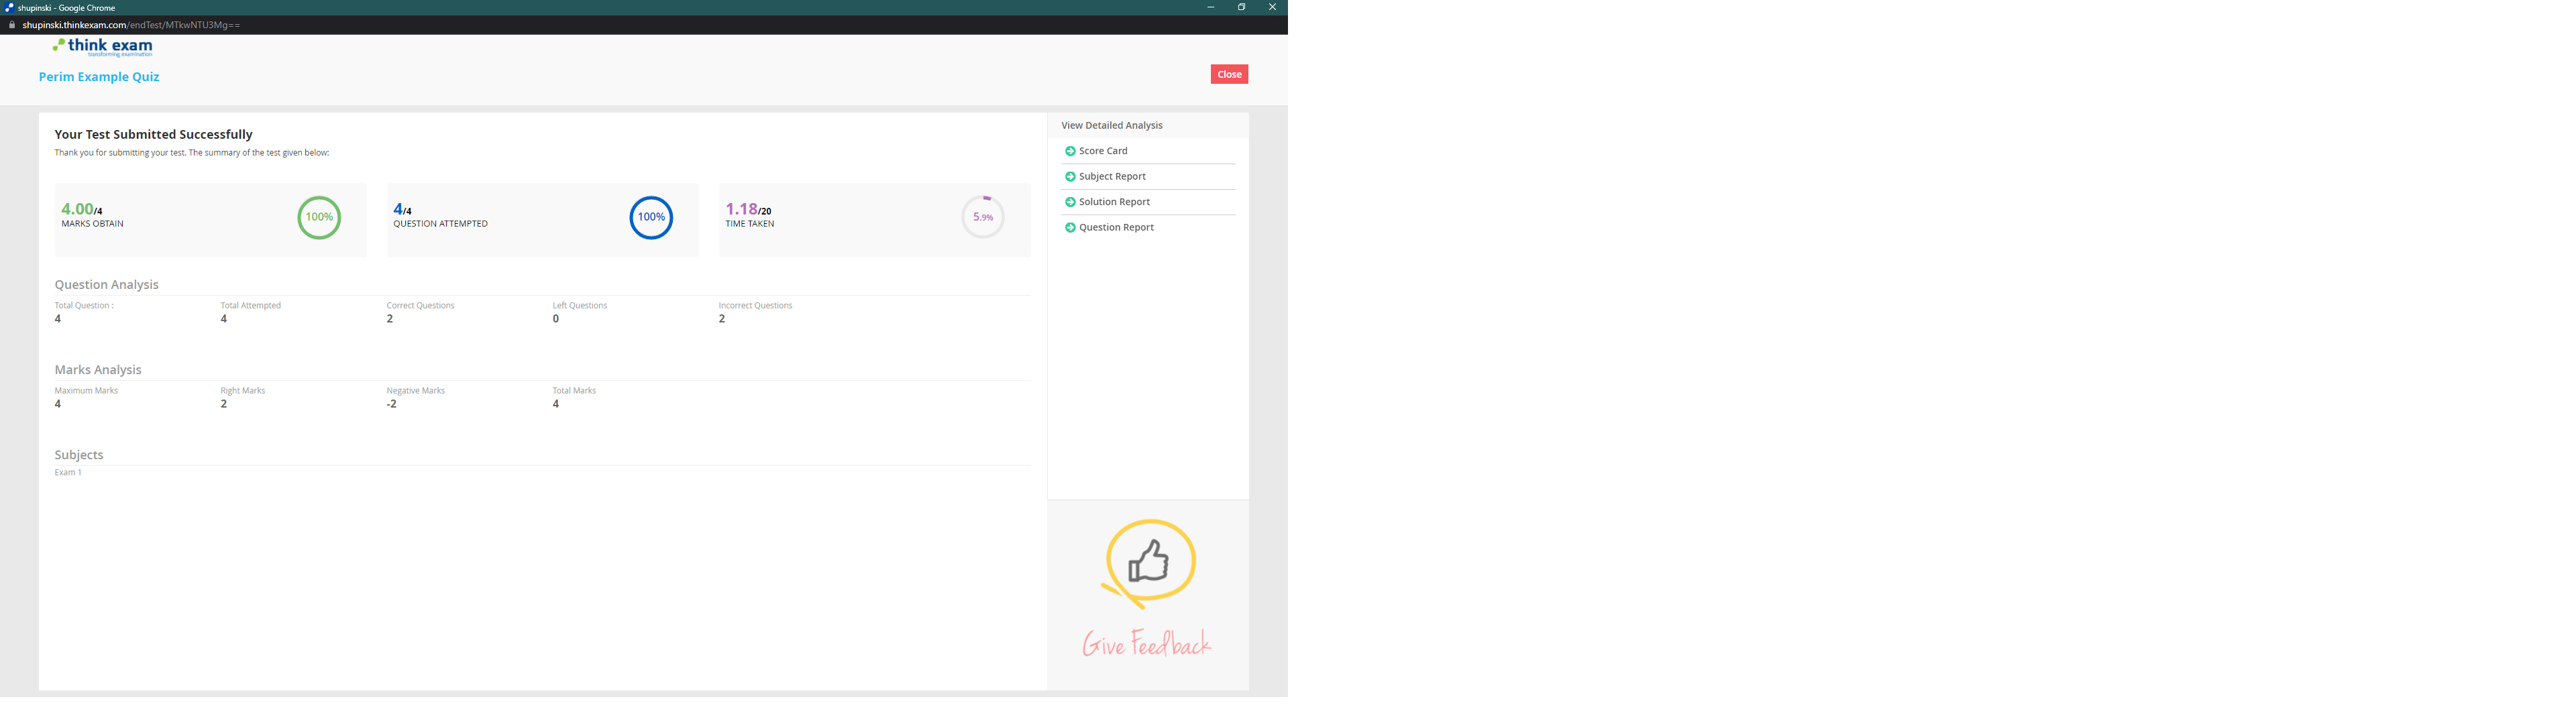 shupinski - Google Chrome
shupinski.thinkexam.com/endTest/MTkwNTU3Mg==
think exam
transforming examination
Perim Example Quiz
Close
Your Test Submitted Successfully
Thank you for submitting your test. The summary of the test given below:
4.00/4
MARKS OBTAIN
100%
4/4
QUESTION ATTEMPTED
100%
1.18/20
TIME TAKEN
5.9%
Question Analysis
Total Question :
4
Total Attempted
4
Correct Questions
2
Left Questions
0
Incorrect Questions
2
Marks Analysis
Maximum Marks
4
Right Marks
2
Negative Marks
-2
Total Marks
4
Subjects
Exam 1
View Detailed Analysis
Score Card
Subject Report
Solution Report
Question Report
Give Feedback